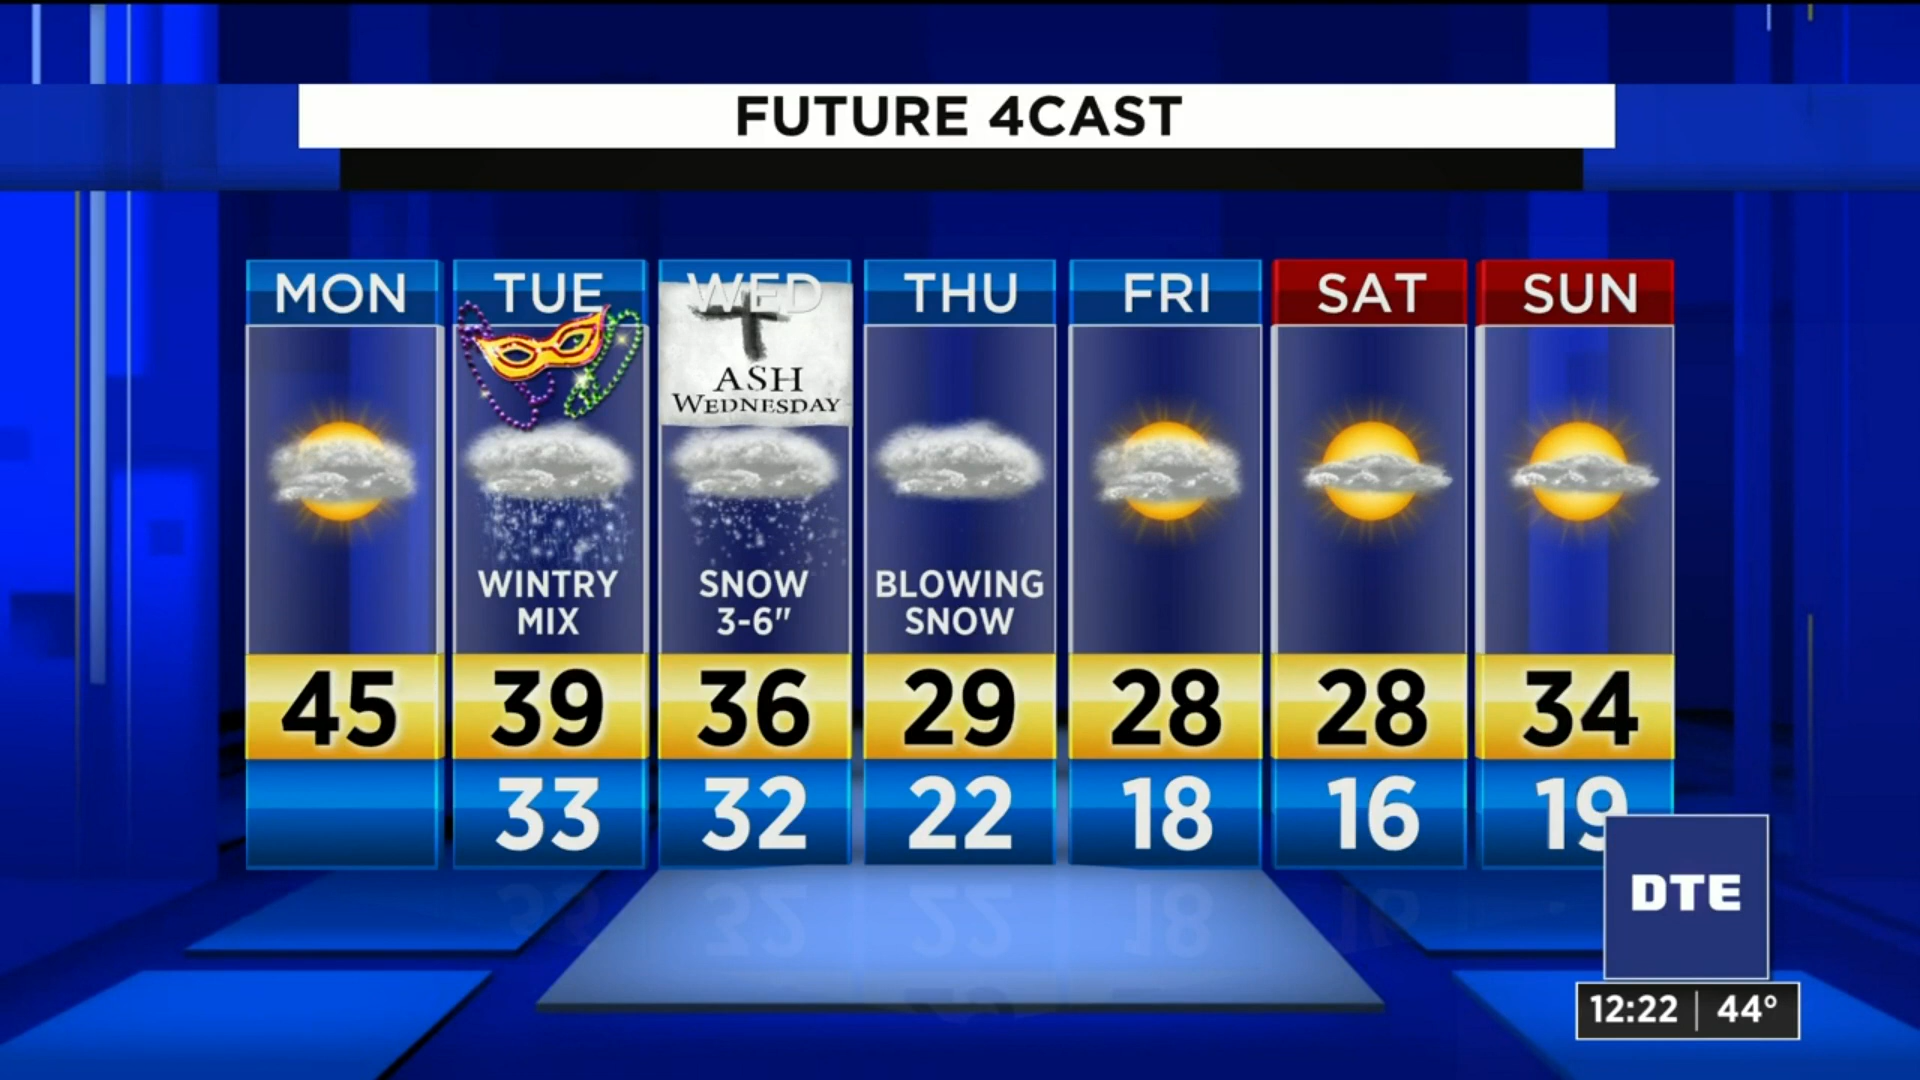 FUTURE 4CAST
MON TUE WED THU FRI SAT SUN
ASH
WEDNESDAY
WINTRY
MIX
SNOW
3-6"
BLOWING
SNOW
45 39 36 29 28 28 34
33 32 22 18 16 19
DTE
12:22 44°